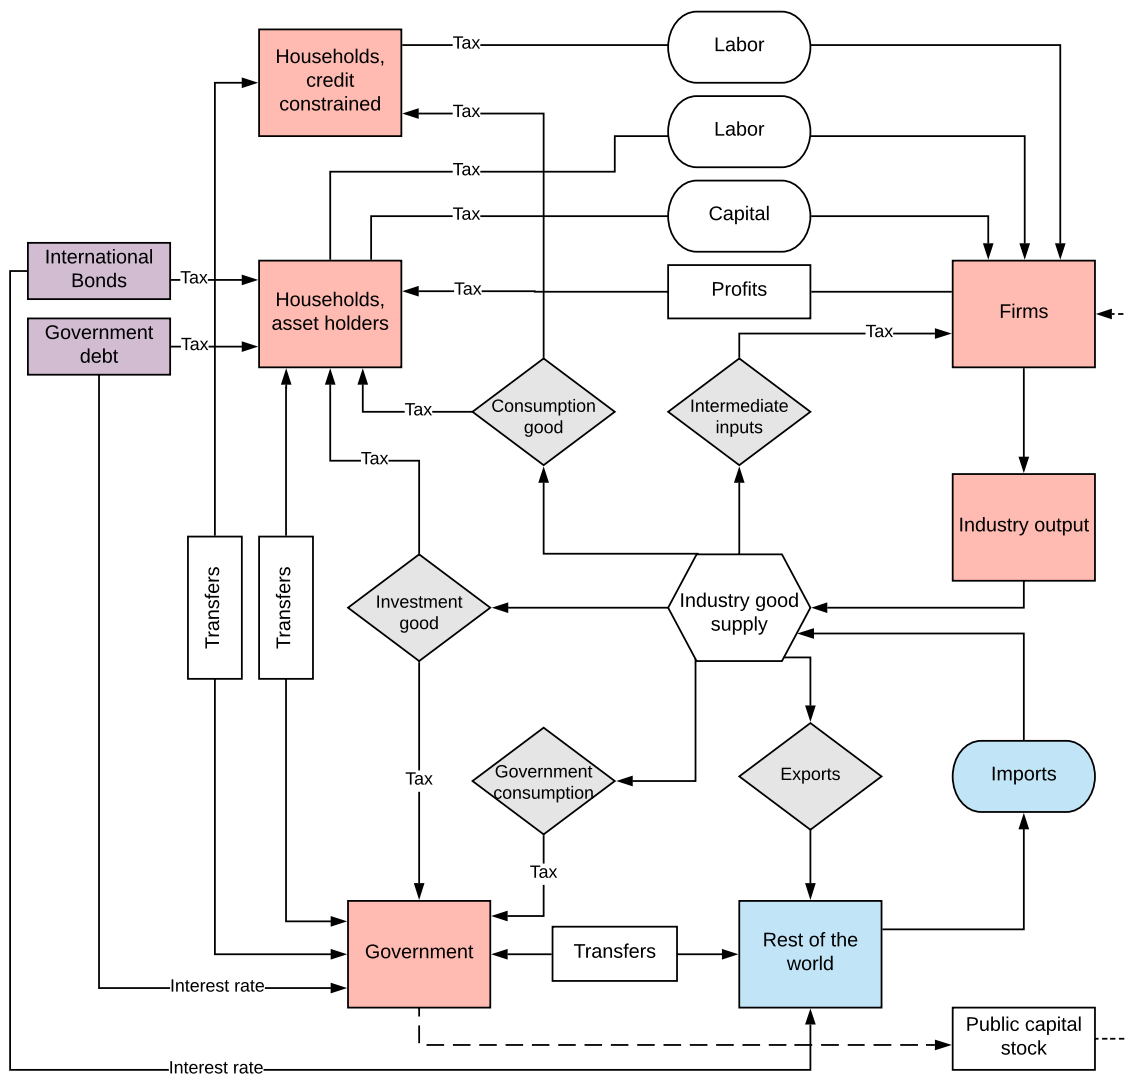 Tax
Labor
Households,
credit
constrained
Tax
Labor
Tax
Tax
Capital
International
Bonds
Tax
Households,
asset holders
Tax
Profits
Firms
Government
debt
Tax
Tax
Tax
Consumption
good
Intermediate
inputs
Tax
Industry output
Transfers
Transfers
Investment
good
Industry good
supply
Tax
Government
consumption
Exports
Imports
Tax
Government
Transfers
Rest of the
world
Interest rate
Public capital
stock
Interest rate